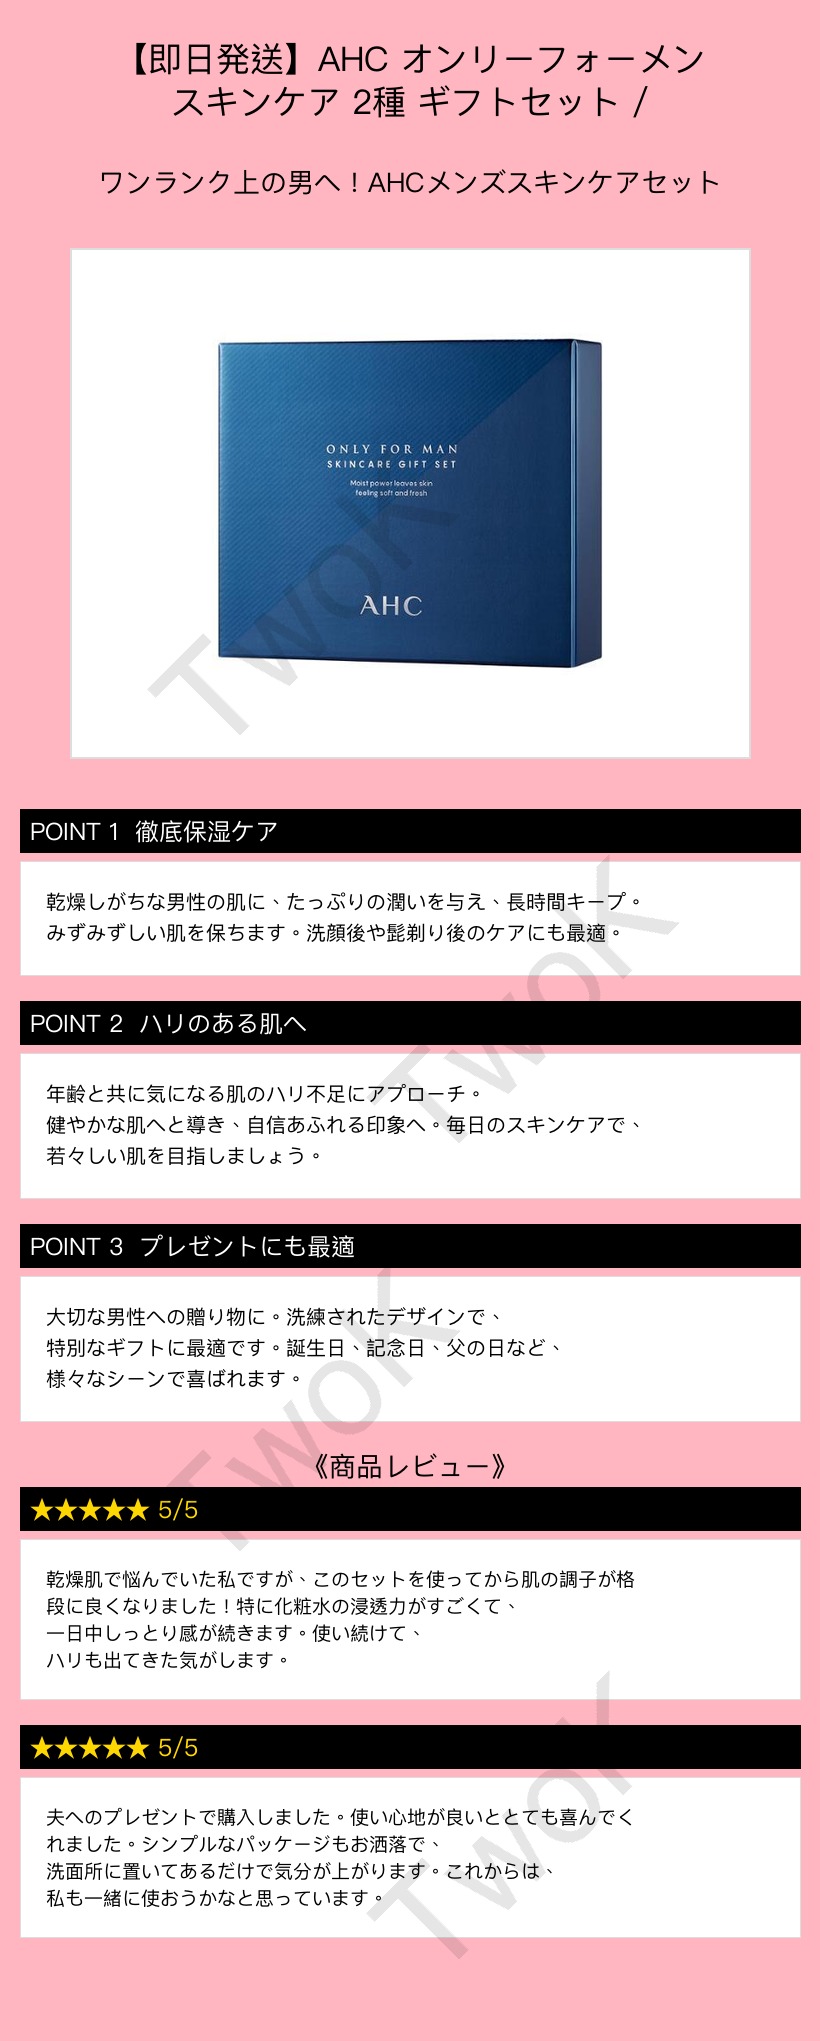 【即日発送】AHC オンリーフォーメン
スキンケア 2種 ギフトセット /
ワンランク上の男へ！AHCメンズスキンケアセット
ONLY FOR MAN
SKINCARE GIFT SET
Moist power leaves skin
feeling soft and fresh
AHC
TwoK
POINT 1 徹底保湿ケア
乾燥しがちな男性の肌に、たっぷりの潤いを与え、長時間キープ。
みずみずしい肌を保ちます。洗顔後や髭剃り後のケアにも最適。
TwoK
POINT 2 ハリのある肌へ
年齢と共に気になる肌のハリ不足にアプローチ。
健やかな肌へと導き、自信あふれる印象へ。毎日のスキンケアで、
若々しい肌を目指しましょう。
POINT 3 プレゼントにも最適
大切な男性への贈り物に。洗練されたデザインで、
特別なギフトに最適です。誕生日、記念日、父の日など、
様々なシーンで喜ばれます。
TwoK
《商品レビュー》
★★★★★ 5/5
乾燥肌で悩んでいた私ですが、このセットを使ってから肌の調子が格
段に良くなりました！特に化粧水の浸透力がすごくて、
一日中しっとり感が続きます。使い続けて、
ハリも出てきた気がします。
★★★★★ 5/5
夫へのプレゼントで購入しました。使い心地が良いととても喜んでく
れました。シンプルなパッケージもお洒落で、
洗面所に置いてあるだけで気分が上がります。これからは、
私も一緒に使おうかなと思っています。
TwoK